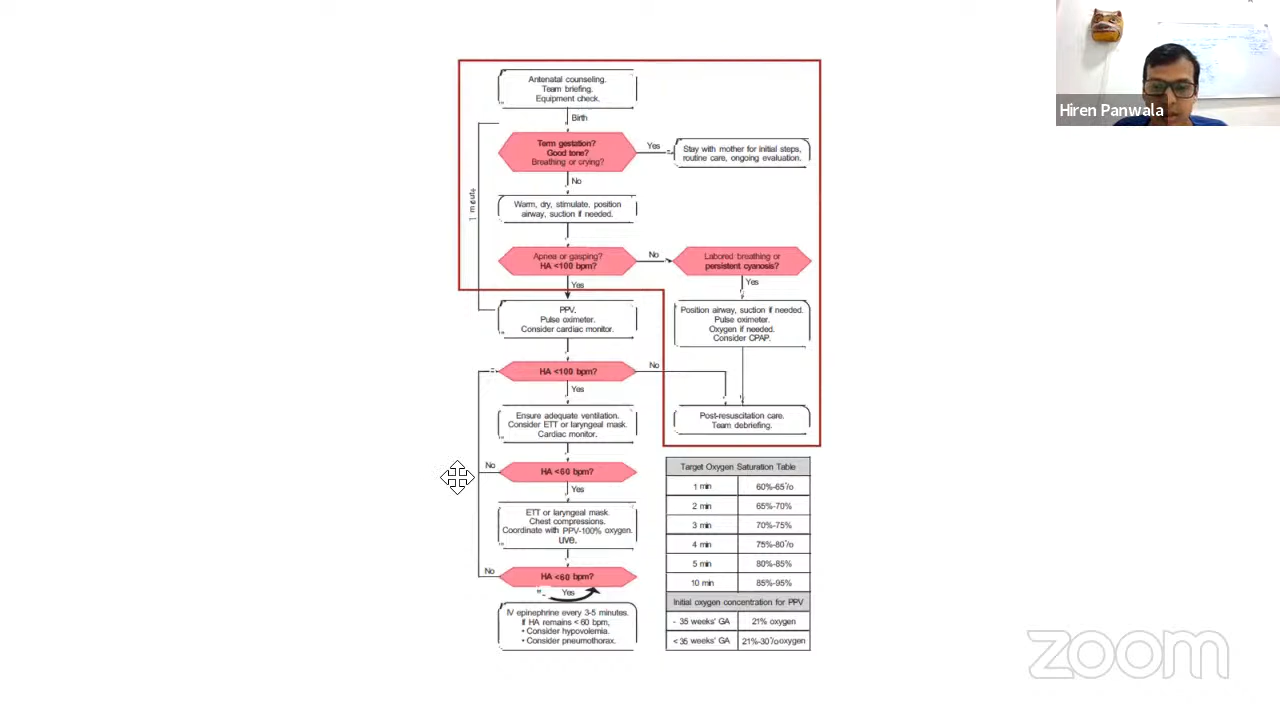 Hiren Panwala
Antenatal counseling.
Team briefing.
Equipment check.
Birth
1 minute
Term gestation?
Good tone?
Breathing or crying?
Yes
Stay with mother for initial steps,
routine care, ongoing evaluation.
No
Warm, dry, stimulate, position
airway, suction if needed.
Apnea or gasping?
HA <100 bpm?
No
Labored breathing or
persistent cyanosis?
Yes
Yes
PPV.
Pulse oximeter.
Consider cardiac monitor.
Position airway, suction if needed.
Pulse oximeter.
Oxygen if needed.
Consider CPAP.
HA <100 bpm?
No
Yes
Ensure adequate ventilation.
Consider ETT or laryngeal mask.
Cardiac monitor.
Post-resuscitation care.
Team debriefing.
HA <60 bpm?
No
Yes
ETT or laryngeal mask.
Chest compressions.
Coordinate with PPV-100% oxygen.
UVE.
HA <60 bpm?
No
Yes
IV epinephrine every 3-5 minutes.
If HA remains < 60 bpm,
• Consider hypovolemia.
• Consider pneumothorax.
Target Oxygen Saturation Table
1 min 60%-65%
2 min 65%-70%
3 min 70%-75%
4 min 75%-80%
5 min 80%-85%
10 min 85%-95%
Initial oxygen concentration for PPV
- 35 weeks' GA 21% oxygen
< 35 weeks' GA 21%-30% oxygen
zoom